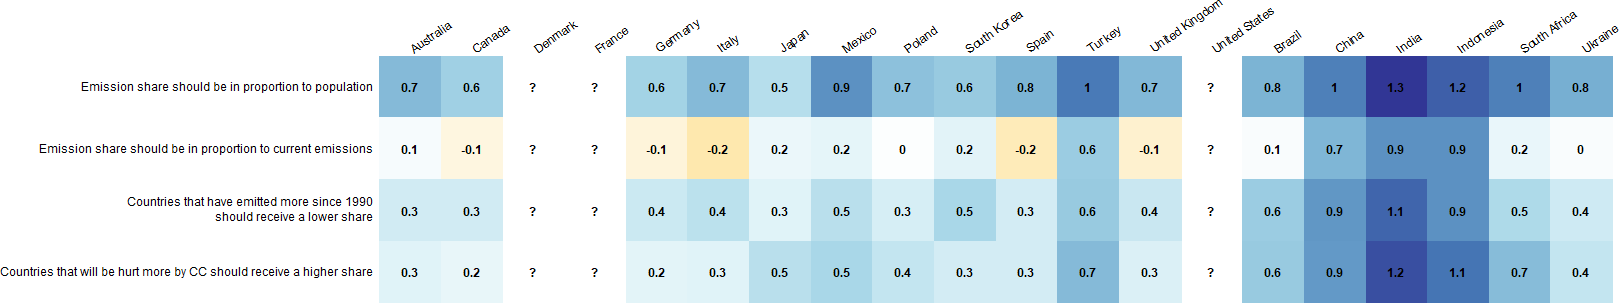 Australia Canada Denmark France Germany Italy Japan Mexico Poland South Korea Spain Turkey United Kingdom United States Brazil China India Indonesia South Africa Ukraine
Emission share should be in proportion to population 0.7 0.6 ? ? 0.6 0.7 0.5 0.9 0.7 0.6 0.8 1 0.7 ? 0.8 1 1.3 1.2 1 0.8
Emission share should be in proportion to current emissions 0.1 -0.1 ? ? -0.1 -0.2 0.2 0.2 0 0.2 -0.2 0.6 -0.1 ? 0.1 0.7 0.9 0.9 0.2 0
Countries that have emitted more since 1990
should receive a lower share 0.3 0.3 ? ? 0.4 0.4 0.3 0.5 0.3 0.5 0.3 0.6 0.4 ? 0.6 0.9 1.1 0.9 0.5 0.4
Countries that will be hurt more by CC should receive a higher share 0.3 0.2 ? ? 0.2 0.3 0.5 0.5 0.4 0.3 0.3 0.7 0.3 ? 0.6 0.9 1.2 1.1 0.7 0.4